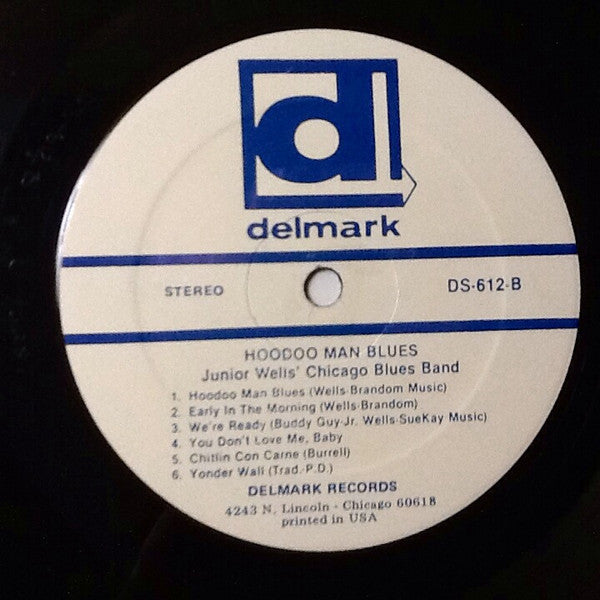 d
delmark
STEREO
DS-612-B
HOODOO MAN BLUES
Junior Wells' Chicago Blues Band
1. Hoodoo Man Blues (Wells-Brandom Music)
2. Early In The Morning (Wells-Brandom)
3. We're Ready (Buddy Guy-Jr. Wells-SueKay Music)
4. You Don't Love Me, Baby
5. Chitlin Con Carne (Burrell)
6. Yonder Wall (Trad.-P.D.)
DELMARK RECORDS
4243 N. Lincoln - Chicago 60618
printed in USA